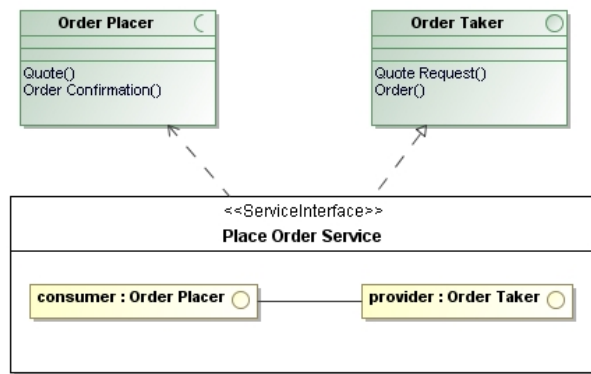 Order Placer
Quote()
Order Confirmation()
Order Taker
Quote Request()
Order()
<<ServiceInterface>>
Place Order Service
consumer : Order Placer
provider : Order Taker